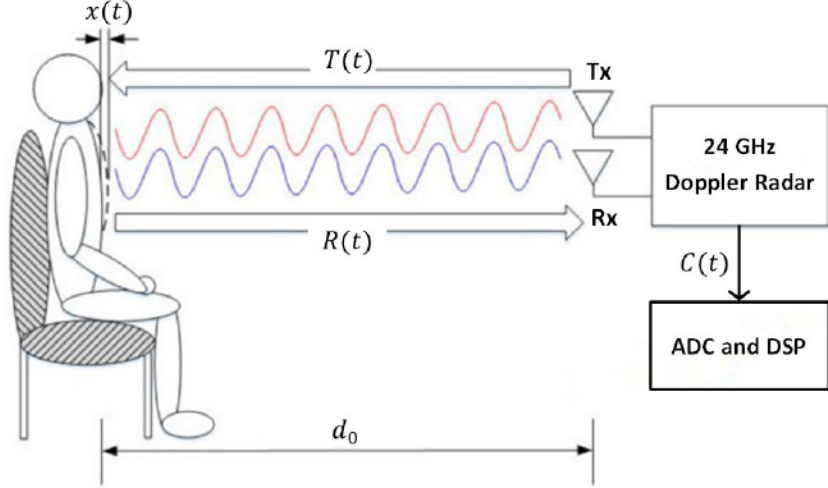 x(t)
T(t)
Tx
24 GHz
Doppler Radar
Rx
R(t)
C(t)
ADC and DSP
d₀